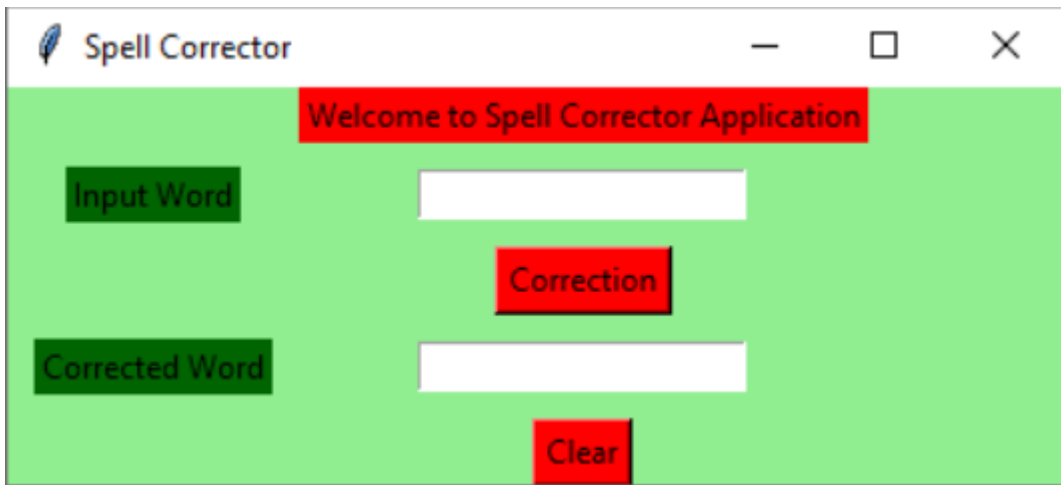 Spell Corrector
Welcome to Spell Corrector Application
Input Word
Correction
Corrected Word
Clear